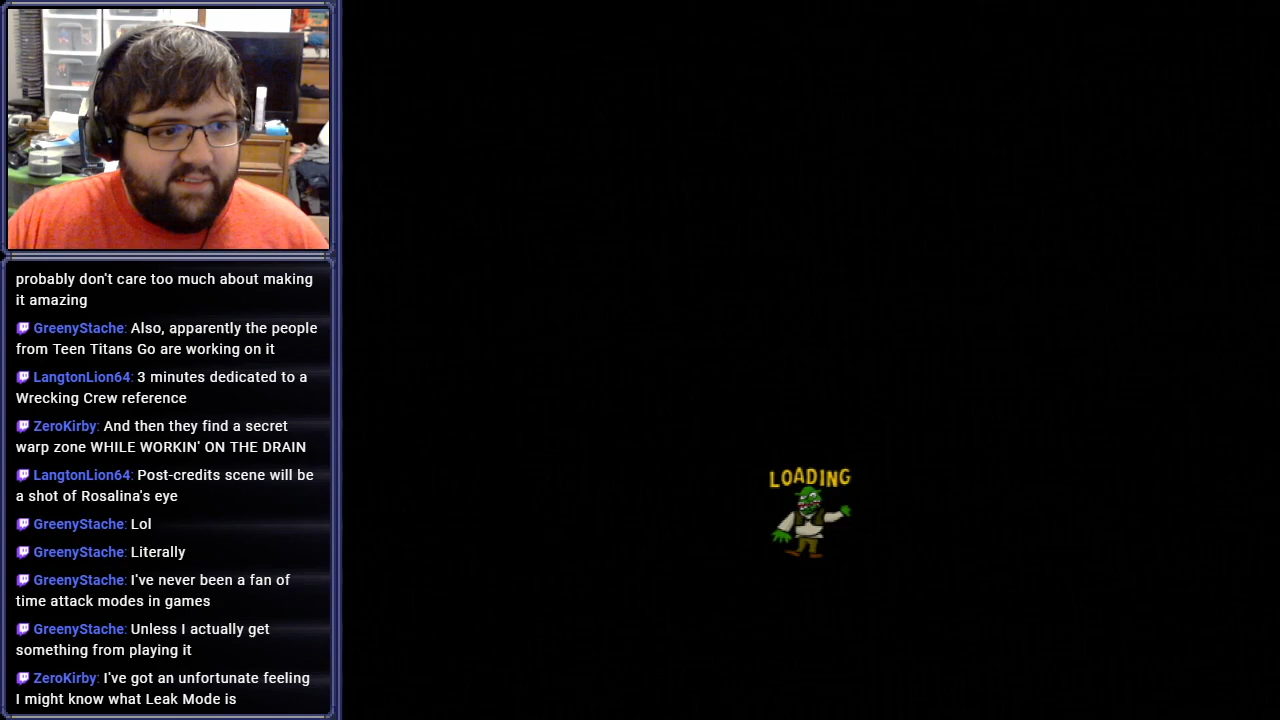 probably don't care too much about making
it amazing
GreenyStache: Also, apparently the people
from Teen Titans Go are working on it
LangtonLion64: 3 minutes dedicated to a
Wrecking Crew reference
ZeroKirby: And then they find a secret
warp zone WHILE WORKIN' ON THE DRAIN
LangtonLion64: Post-credits scene will be
a shot of Rosalina's eye
GreenyStache: Lol
GreenyStache: Literally
GreenyStache: I've never been a fan of
time attack modes in games
GreenyStache: Unless I actually get
something from playing it
ZeroKirby: I've got an unfortunate feeling
I might know what Leak Mode is
LOADING